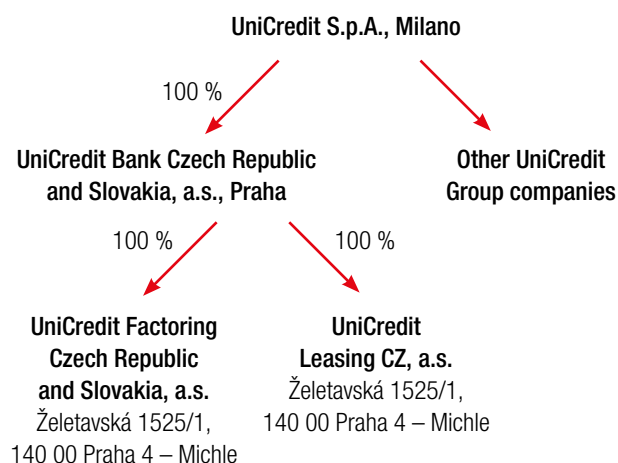 UniCredit S.p.A., Milano
100 %
UniCredit Bank Czech Republic
and Slovakia, a.s., Praha
Other UniCredit
Group companies
100 %
100 %
UniCredit Factoring
Czech Republic
and Slovakia, a.s.
Želetavská 1525/1,
140 00 Praha 4 – Michle
UniCredit
Leasing CZ, a.s.
Želetavská 1525/1,
140 00 Praha 4 – Michle